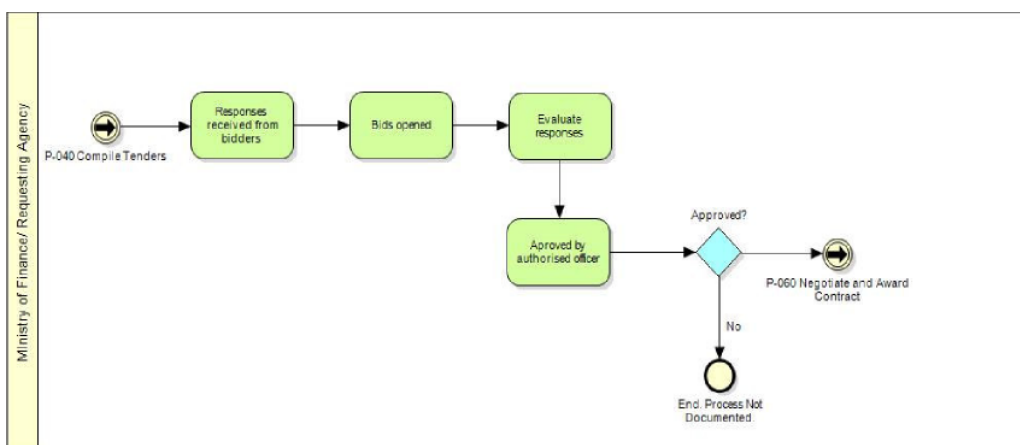 Ministry of Finance/ Requesting Agency
P-040 Compile Tenders
Responses
received from
bidders
Bids opened
Evaluate
responses
Aproved by
authorised officer
Approved?
P-060 Negotiate and Award
Contract
No
End. Process Not
Documented.